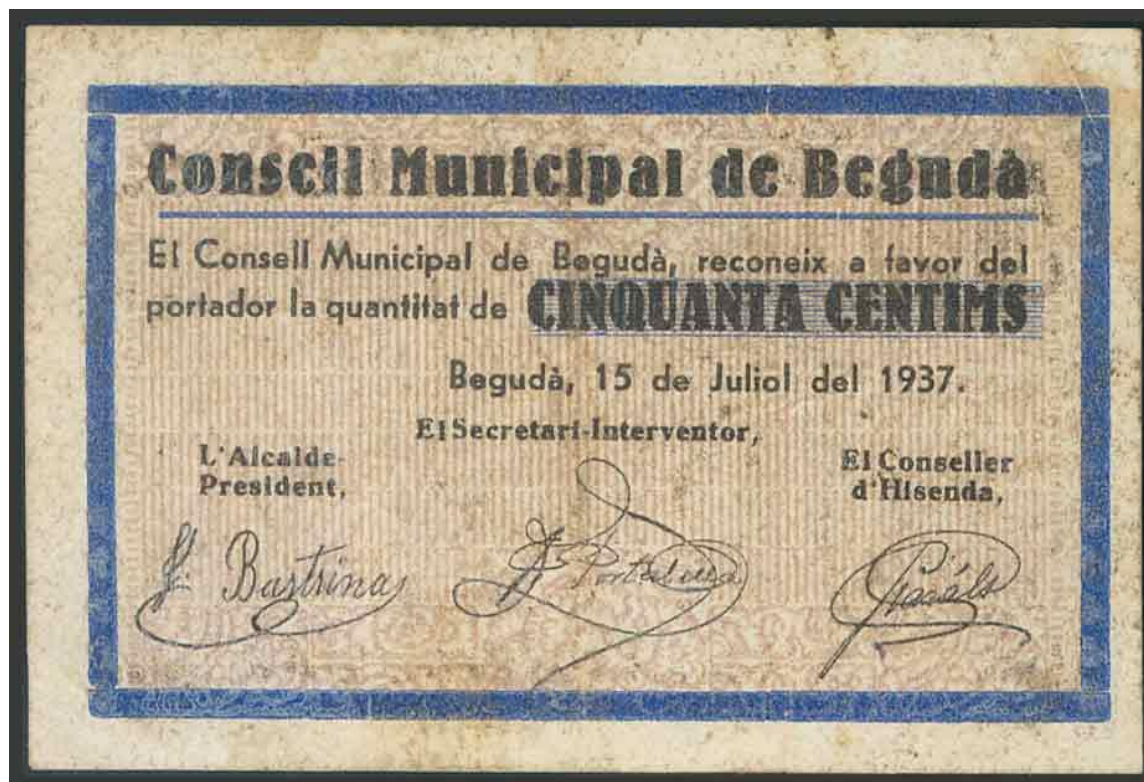 Consell Municipal de Begudà
El Consell Municipal de Begudà, reconeix a favor del
portador la quantitat de CINQUANTA CENTIMS
Begudà, 15 de Juliol del 1937.
El Secretari-Interventor,
L'Alcalde-
President,
El Conseller
d'Hisenda,
Bastrinas